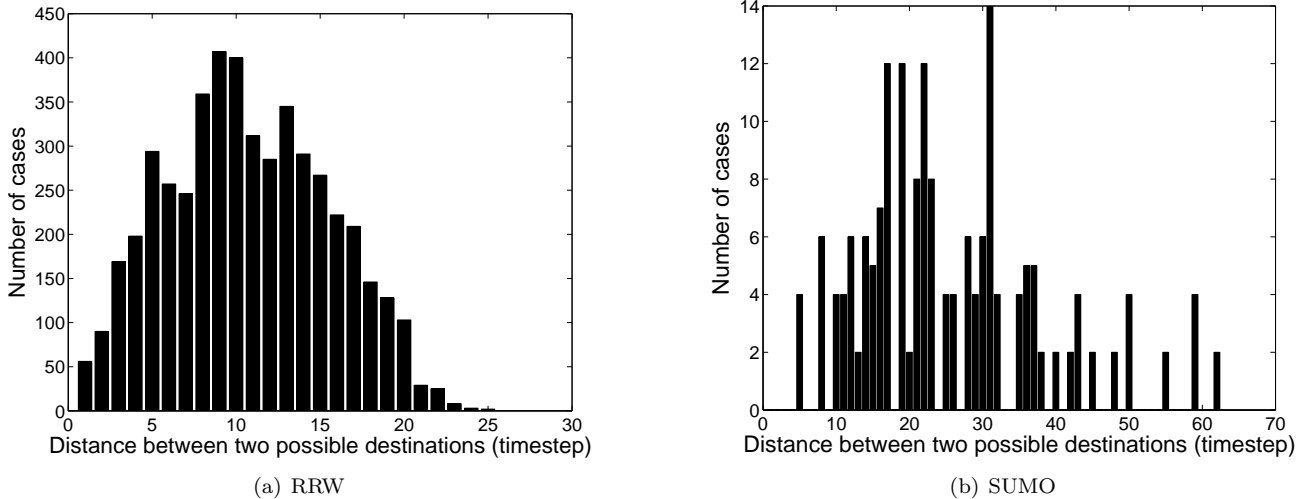 450
400
350
300
250
200
150
100
50
0
Number of cases
0 5 10 15 20 25 30
Distance between two possible destinations (timestep)
(a) RRW
14
12
10
8
6
4
2
0
Number of cases
0 10 20 30 40 50 60 70
Distance between two possible destinations (timestep)
(b) SUMO